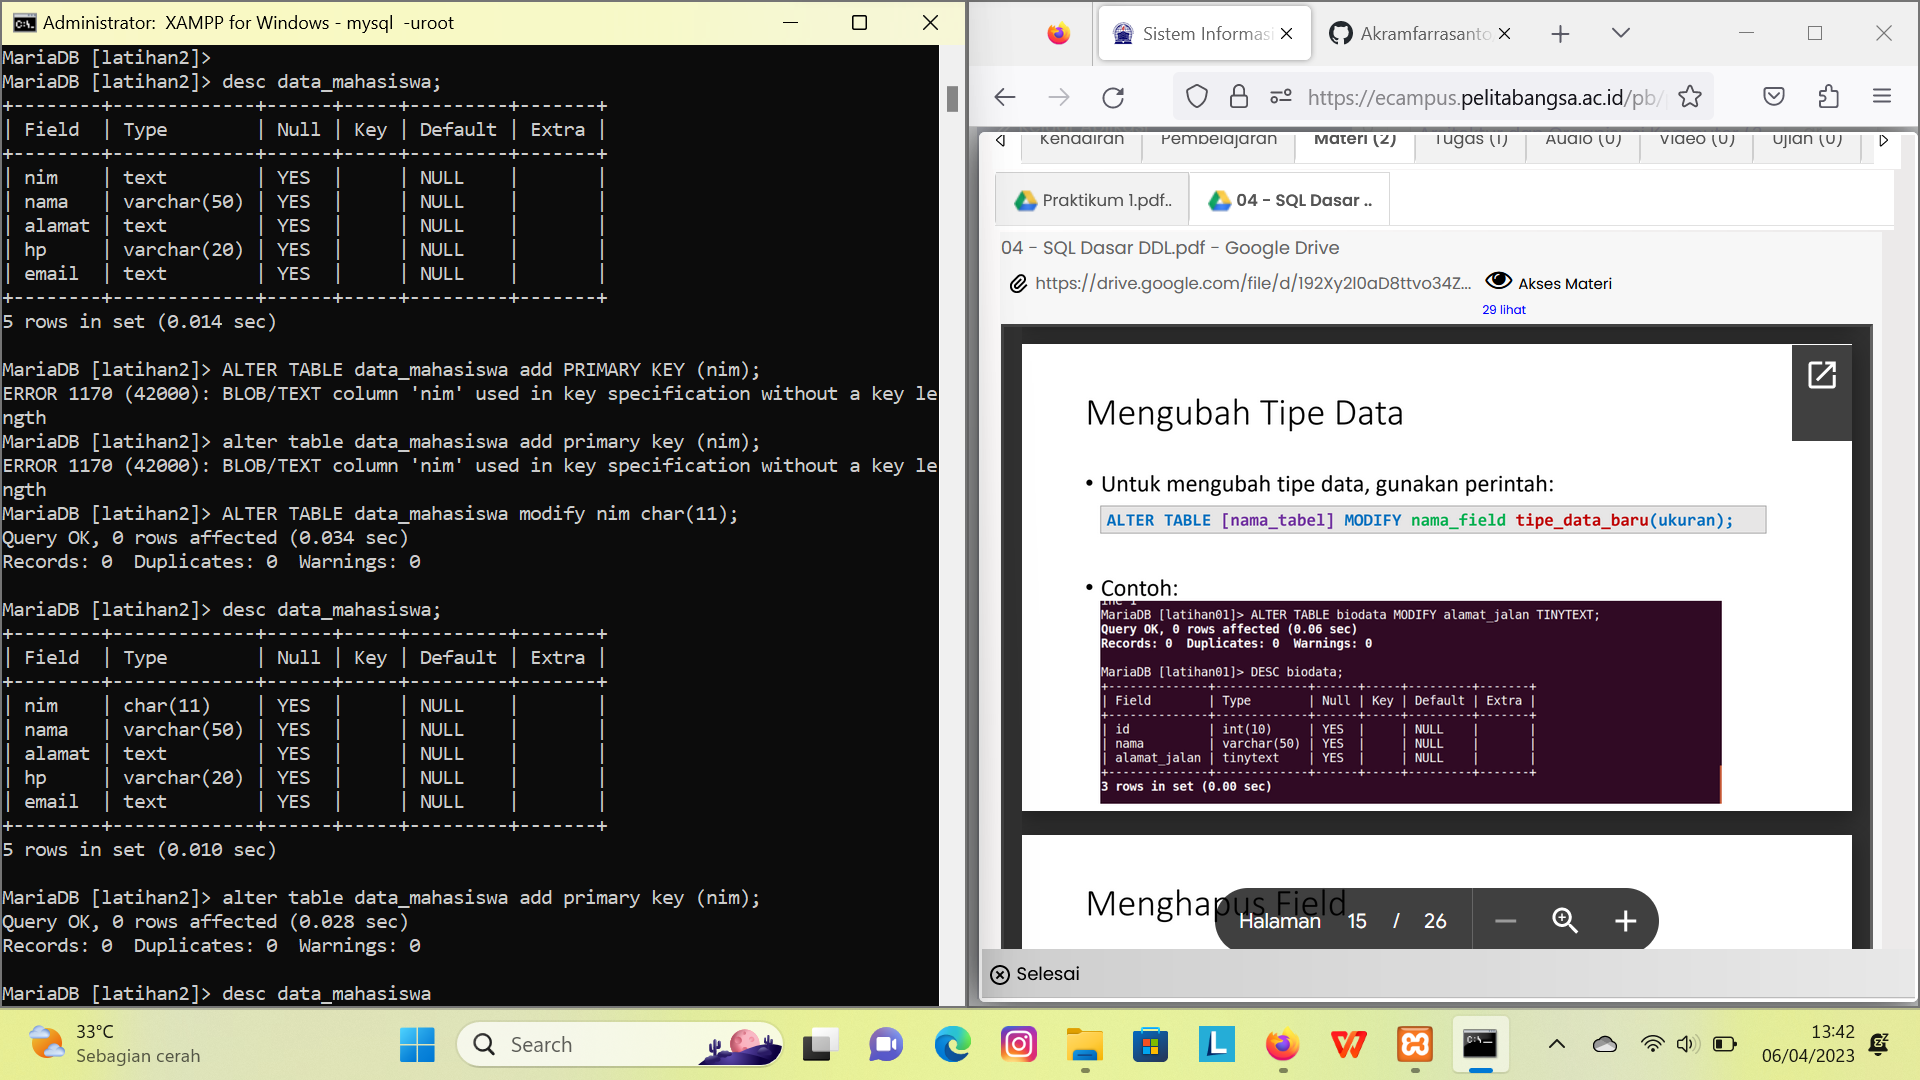 Administrator:  XAMPP for Windows - mysql  -uroot
MariaDB [latihan2]>
MariaDB [latihan2]> desc data_mahasiswa;
+--------+-------------+------+-----+---------+-------+
| Field  | Type        | Null | Key | Default | Extra |
+--------+-------------+------+-----+---------+-------+
| nim    | text        | YES  |     | NULL    |       |
| nama   | varchar(50) | YES  |     | NULL    |       |
| alamat | text        | YES  |     | NULL    |       |
| hp     | varchar(20) | YES  |     | NULL    |       |
| email  | text        | YES  |     | NULL    |       |
+--------+-------------+------+-----+---------+-------+
5 rows in set (0.014 sec)
MariaDB [latihan2]> ALTER TABLE data_mahasiswa add PRIMARY KEY (nim);
ERROR 1170 (42000): BLOB/TEXT column 'nim' used in key specification without a key le
ngth
MariaDB [latihan2]> alter table data_mahasiswa add primary key (nim);
ERROR 1170 (42000): BLOB/TEXT column 'nim' used in key specification without a key le
ngth
MariaDB [latihan2]> ALTER TABLE data_mahasiswa modify nim char(11);
Query OK, 0 rows affected (0.034 sec)
Records: 0  Duplicates: 0  Warnings: 0
MariaDB [latihan2]> desc data_mahasiswa;
+--------+-------------+------+-----+---------+-------+
| Field  | Type        | Null | Key | Default | Extra |
+--------+-------------+------+-----+---------+-------+
| nim    | char(11)    | YES  |     | NULL    |       |
| nama   | varchar(50) | YES  |     | NULL    |       |
| alamat | text        | YES  |     | NULL    |       |
| hp     | varchar(20) | YES  |     | NULL    |       |
| email  | text        | YES  |     | NULL    |       |
+--------+-------------+------+-----+---------+-------+
5 rows in set (0.010 sec)
MariaDB [latihan2]> alter table data_mahasiswa add primary key (nim);
Query OK, 0 rows affected (0.028 sec)
Records: 0  Duplicates: 0  Warnings: 0
MariaDB [latihan2]> desc data_mahasiswa
Sistem Informasi
Akramfarrasanto
https://ecampus.pelitabangsa.ac.id/pb/
Kehadiran Pembelajaran Materi (2) Tugas (1) Audio (0) Video (0) Ujian (0)
Praktikum 1.pdf.. 04 - SQL Dasar ..
04 - SQL Dasar DDL.pdf - Google Drive
https://drive.google.com/file/d/192Xy2l0aD8ttvo34Z... Akses Materi
29 lihat
Mengubah Tipe Data
• Untuk mengubah tipe data, gunakan perintah:
ALTER TABLE [nama_tabel] MODIFY nama_field tipe_data_baru(ukuran);
• Contoh:
MariaDB [latihan01]> ALTER TABLE biodata MODIFY alamat_jalan TINYTEXT;
Query OK, 0 rows affected (0.06 sec)
Records: 0  Duplicates: 0  Warnings: 0
MariaDB [latihan01]> DESC biodata;
+--------------+-------------+------+-----+---------+-------+
| Field        | Type        | Null | Key | Default | Extra |
+--------------+-------------+------+-----+---------+-------+
| id           | int(10)     | YES  |     | NULL    |       |
| nama         | varchar(50) | YES  |     | NULL    |       |
| alamat_jalan | tinytext    | YES  |     | NULL    |       |
+--------------+-------------+------+-----+---------+-------+
3 rows in set (0.00 sec)
Menghapus Field
Halaman 15 / 26
Selesai
33°C
Sebagian cerah
Search
13:42
06/04/2023